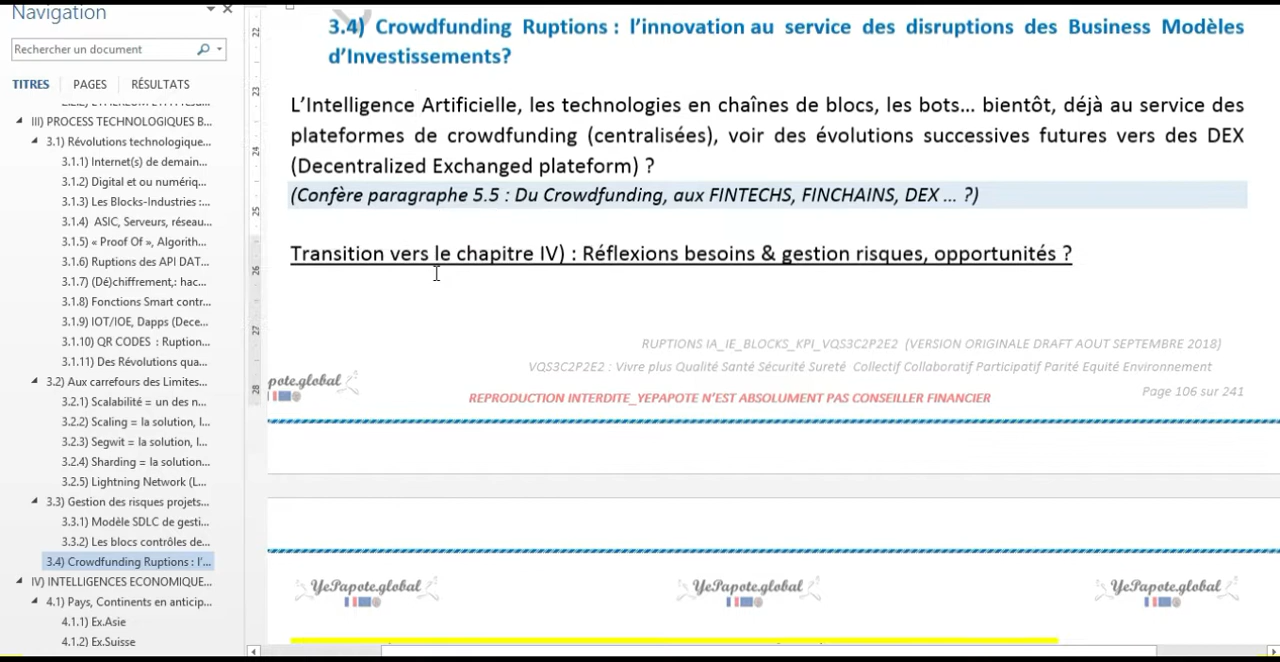 Navigation
Rechercher un document
TITRES PAGES RÉSULTATS
III) PROCESS TECHNOLOGIQUES B...
3.1) Révolutions technologique...
3.1.1) Internet(s) de demain...
3.1.2) Digital et ou numériq...
3.1.3) Les Blocks-Industries :...
3.1.4) ASIC, Serveurs, réseau...
3.1.5) « Proof Of », Algorith...
3.1.6) Ruptions des API DAT...
3.1.7) (Dé)chiffrement,: hac...
3.1.8) Fonctions Smart contr...
3.1.9) IOT/IOE, Dapps (Dece...
3.1.10) QR CODES : Ruption...
3.1.11) Des Révolutions qua...
3.2) Aux carrefours des Limites...
3.2.1) Scalabilité = un des n...
3.2.2) Scaling = la solution, l...
3.2.3) Segwit = la solution, l...
3.2.4) Sharding = la solution...
3.2.5) Lightning Network (L...
3.3) Gestion des risques projets...
3.3.1) Modèle SDLC de gesti...
3.3.2) Les blocs contrôles de...
3.4) Crowdfunding Ruptions : l'...
IV) INTELLIGENCES ECONOMIQUE...
4.1) Pays, Continents en anticip...
4.1.1) Ex.Asie
4.1.2) Ex.Suisse
22
23
24
25
26
27
28
3.4) Crowdfunding Ruptions : l'innovation au service des disruptions des Business Modèles
d'Investissements?
L'Intelligence Artificielle, les technologies en chaînes de blocs, les bots... bientôt, déjà au service des
plateformes de crowdfunding (centralisées), voir des évolutions successives futures vers des DEX
(Decentralized Exchanged plateform) ?
(Confère paragraphe 5.5 : Du Crowdfunding, aux FINTECHS, FINCHAINS, DEX ... ?)
Transition vers le chapitre IV) : Réflexions besoins & gestion risques, opportunités ?
RUPTIONS IA_IE_BLOCKS_KPI_VQS3C2P2E2 (VERSION ORIGINALE DRAFT AOUT SEPTEMBRE 2018)
VQS3C2P2E2 : Vivre plus Qualité Santé Sécurité Sureté Collectif Collaboratif Participatif Parité Equité Environnement
pote.global
REPRODUCTION INTERDITE_YEPAPOTE N'EST ABSOLUMENT PAS CONSEILLER FINANCIER
Page 106 sur 241
YePapote.global YePapote.global YePapote.global